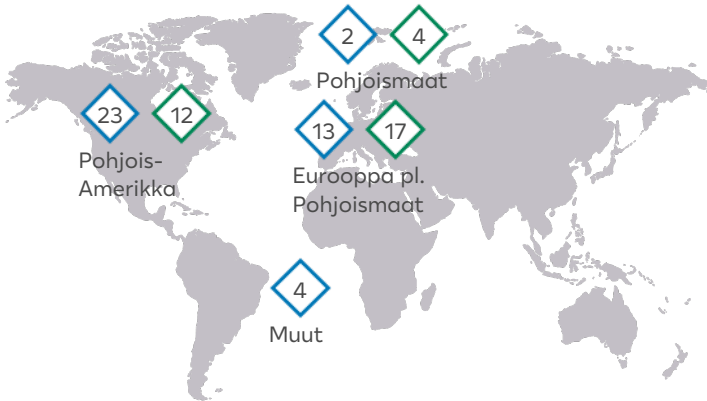 2 4
Pohjoismaat
23 12
Pohjois-
Amerikka
13 17
Eurooppa pl.
Pohjoismaat
4
Muut